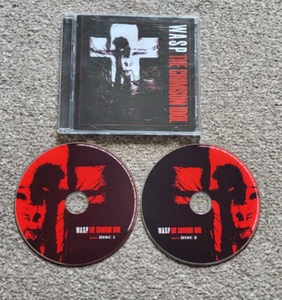 W.A.S.P.
THE CRIMSON IDOL
W.A.S.P. THE CRIMSON IDOL
DISC 1
W.A.S.P. THE CRIMSON IDOL
DISC 2